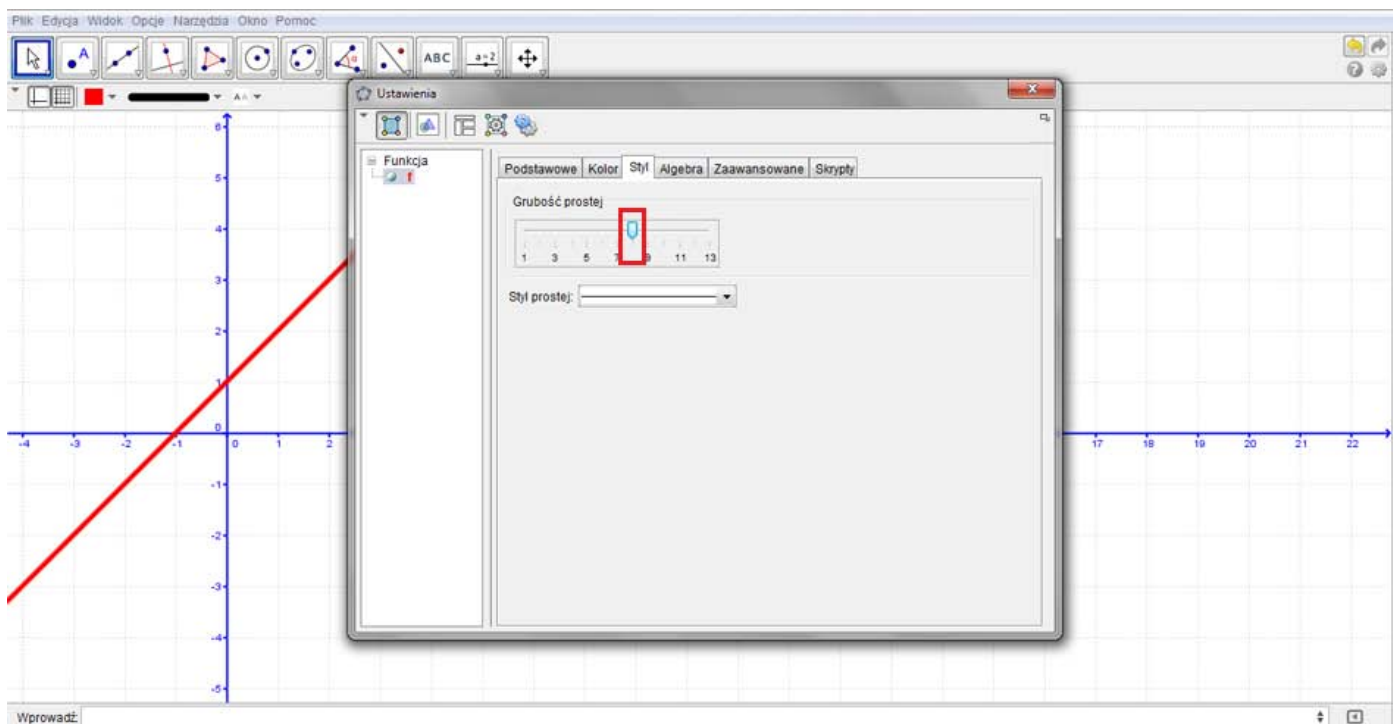 Plik Edycja Widok Opcje Narzędzia Okno Pomoc
A
ABC
a=2
Ustawienia
Funkcja
f
Podstawowe Kolor Styl Algebra Zaawansowane Skrypty
Grubość prostej
1 3 5 7 9 11 13
Styl prostej:
6
5
4
3
2
1
0
-4 -3 -2 -1 0 1 2 17 18 19 20 21 22
-1
-2
-3
-4
-5
Wprowadź: